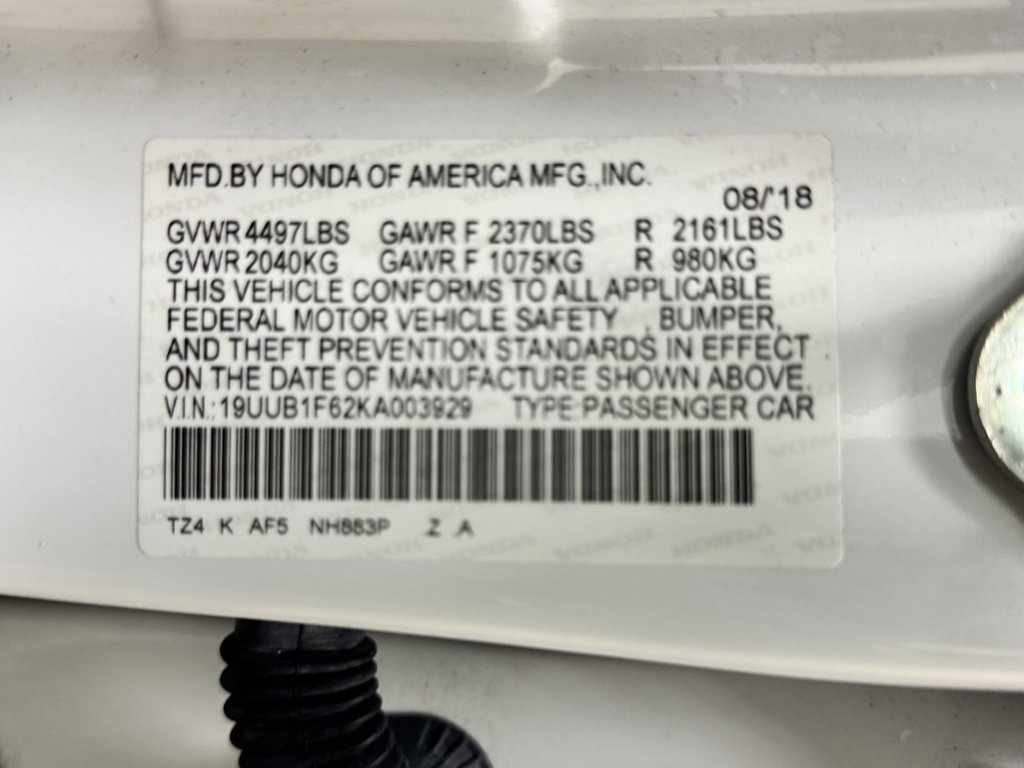 MFD.BY HONDA OF AMERICA MFG.,INC.
08/'18
GVWR 4497LBS GAWR F 2370LBS R 2161LBS
GVWR 2040KG GAWR F 1075KG R 980KG
THIS VEHICLE CONFORMS TO ALL APPLICABLE
FEDERAL MOTOR VEHICLE SAFETY , BUMPER,
AND THEFT PREVENTION STANDARDS IN EFFECT
ON THE DATE OF MANUFACTURE SHOWN ABOVE.
V.I.N.:19UUB1F62KA003929 TYPE:PASSENGER CAR
TZ4 K AF5 NH883P Z A